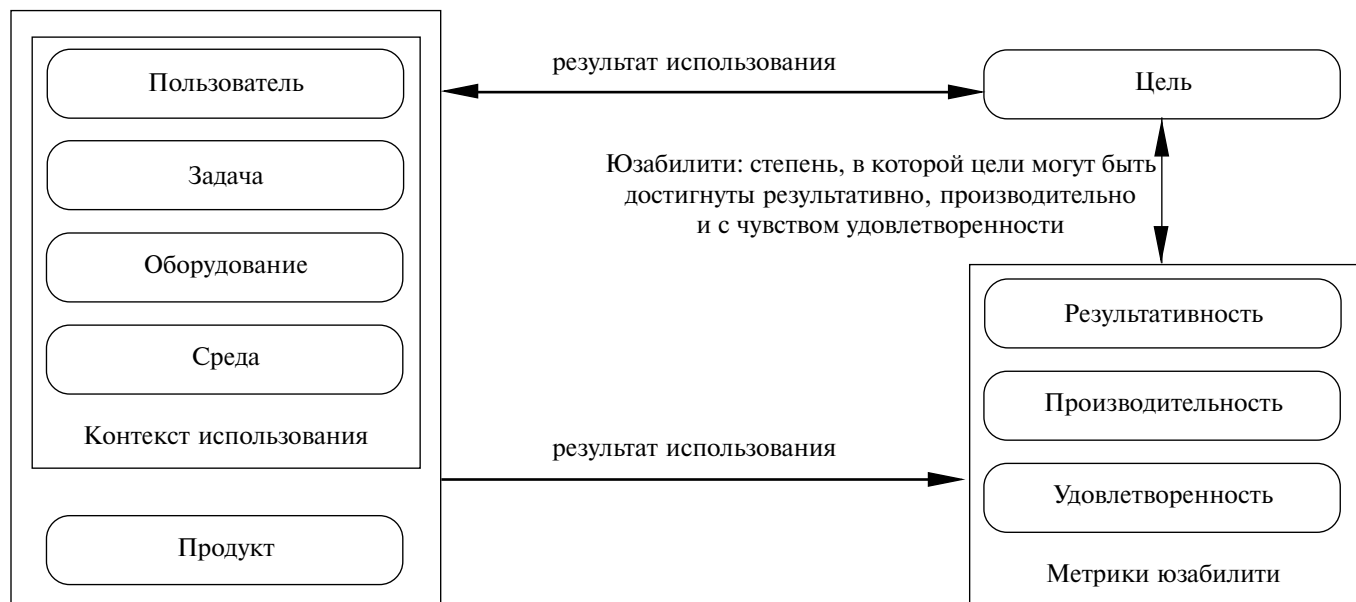 Пользователь
Задача
Оборудование
Среда
Контекст использования
Продукт
результат использования
Цель
Юзабилити: степень, в которой цели могут быть
достигнуты результативно, производительно
и с чувством удовлетворенности
результат использования
Результативность
Производительность
Удовлетворенность
Метрики юзабилити